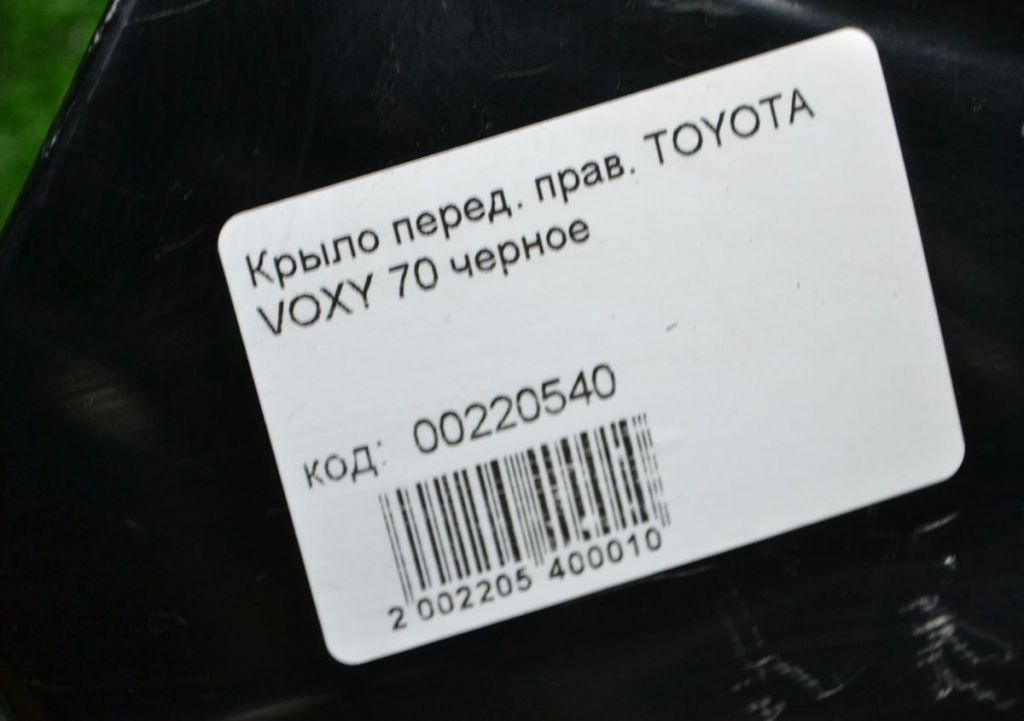 Крыло перед. прав. TOYOTA
VOXY 70 черное
код: 00220540
2 002205 400010